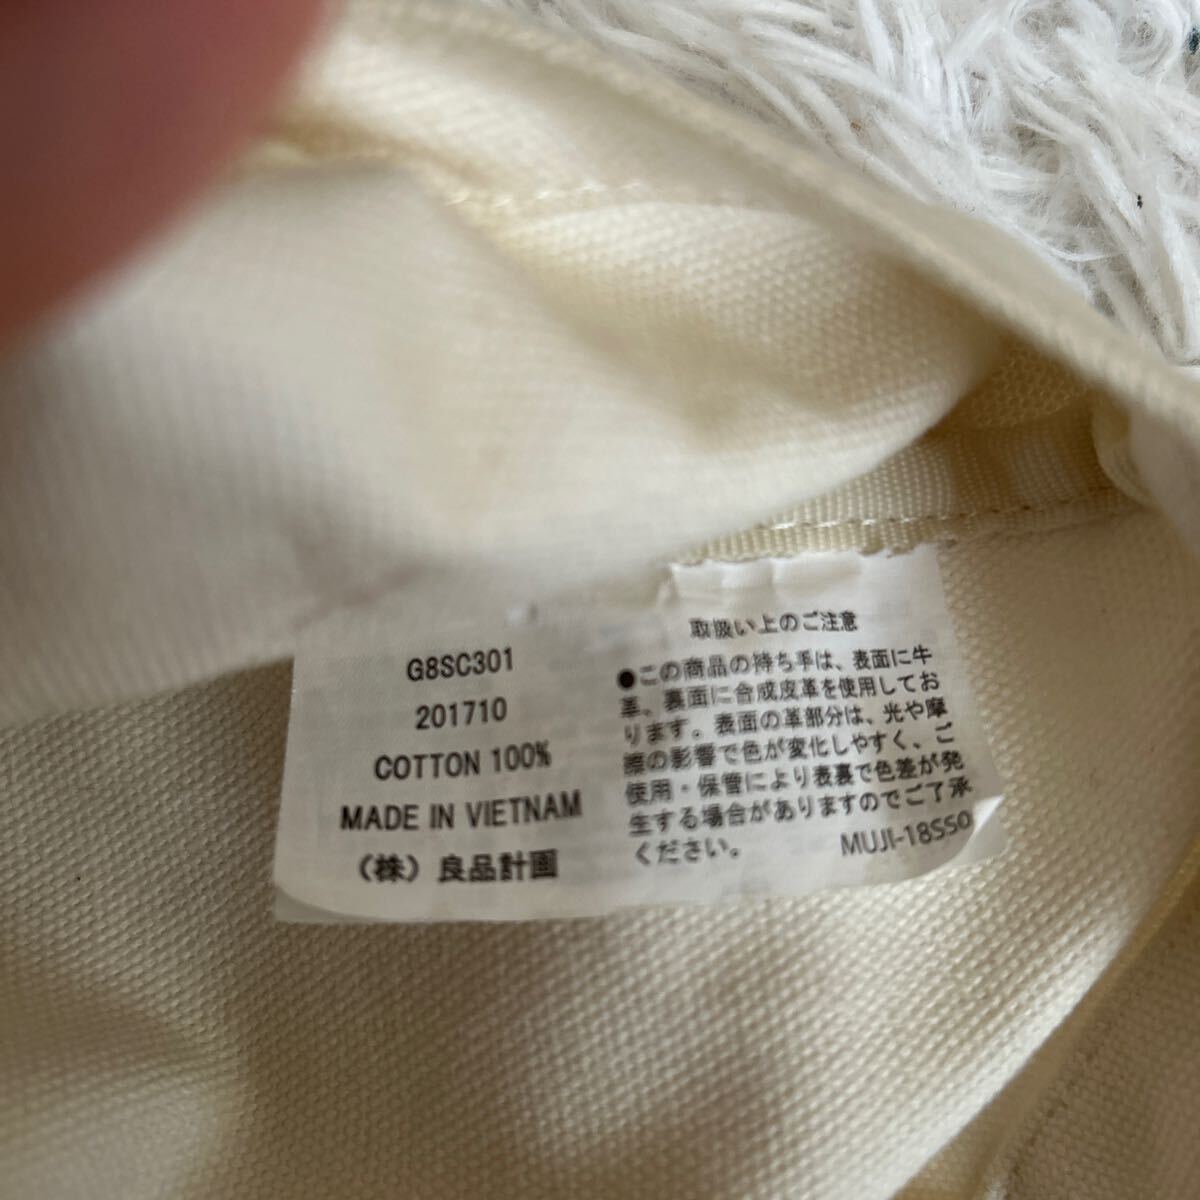 G8SC301
201710
COTTON 100%
MADE IN VIETNAM
(株) 良品計画
取扱い上のご注意
●この商品の持ち手は、表面に牛
革、裏面に合成皮革を使用してお
ります。表面の革部分は、光や摩
擦の影響で色が変化しやすく、ご
使用・保管により表裏で色差が発
生する場合がありますのでご了承
ください。
MUJI-18SS0